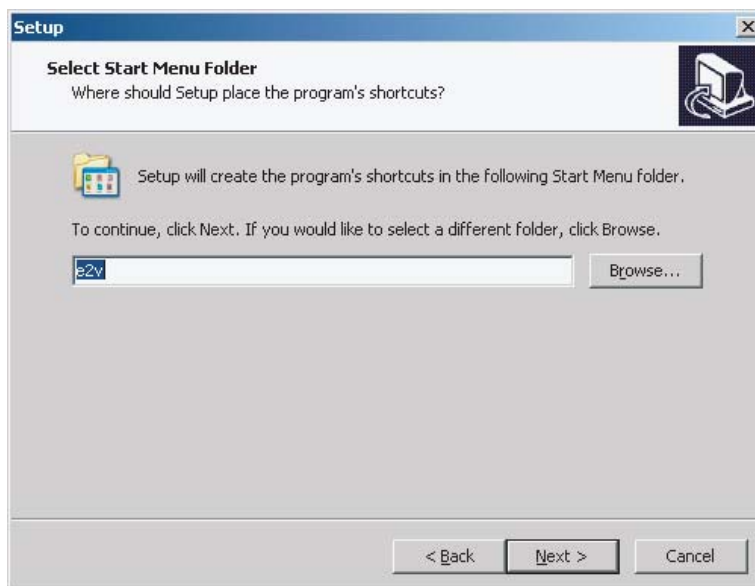 Setup
Select Start Menu Folder
Where should Setup place the program's shortcuts?
Setup will create the program's shortcuts in the following Start Menu folder.
To continue, click Next. If you would like to select a different folder, click Browse.
e2v
Browse...
< Back
Next >
Cancel